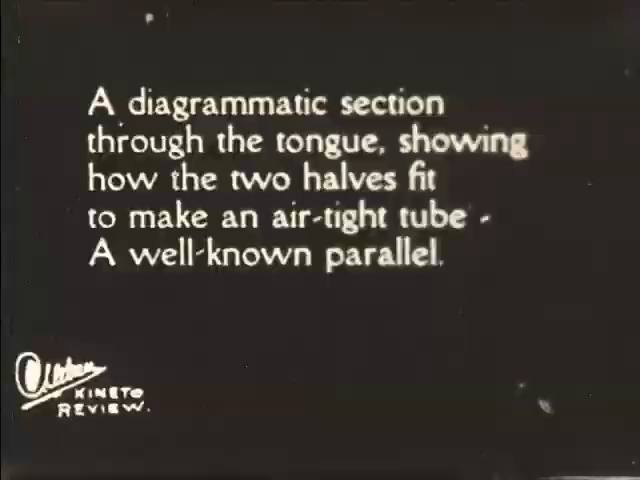 A diagrammatic section
through the tongue, showing
how the two halves fit
to make an air-tight tube -
A well-known parallel.
Urban
KINETO
REVIEW.